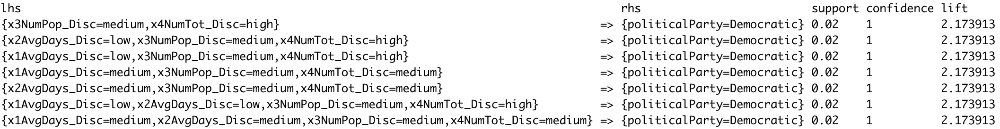 lhs rhs support confidence lift
{x3NumPop_Disc=medium,x4NumTot_Disc=high} => {politicalParty=Democratic} 0.02 1 2.173913
{x2AvgDays_Disc=low,x3NumPop_Disc=medium,x4NumTot_Disc=high} => {politicalParty=Democratic} 0.02 1 2.173913
{x1AvgDays_Disc=low,x3NumPop_Disc=medium,x4NumTot_Disc=high} => {politicalParty=Democratic} 0.02 1 2.173913
{x1AvgDays_Disc=medium,x3NumPop_Disc=medium,x4NumTot_Disc=medium} => {politicalParty=Democratic} 0.02 1 2.173913
{x2AvgDays_Disc=medium,x3NumPop_Disc=medium,x4NumTot_Disc=medium} => {politicalParty=Democratic} 0.02 1 2.173913
{x1AvgDays_Disc=low,x2AvgDays_Disc=low,x3NumPop_Disc=medium,x4NumTot_Disc=high} => {politicalParty=Democratic} 0.02 1 2.173913
{x1AvgDays_Disc=medium,x2AvgDays_Disc=medium,x3NumPop_Disc=medium,x4NumTot_Disc=medium} => {politicalParty=Democratic} 0.02 1 2.173913